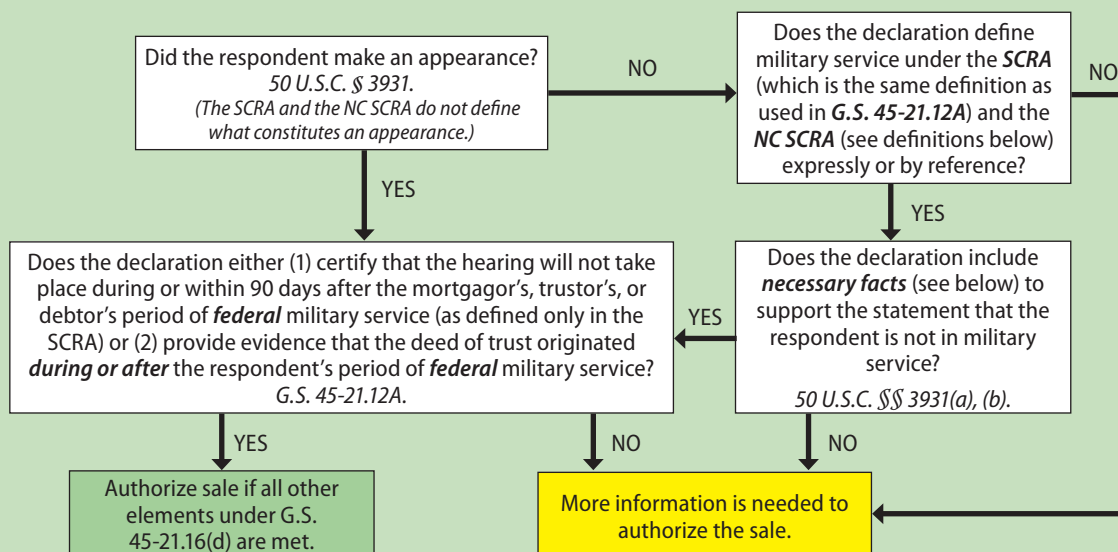 Did the respondent make an appearance?
50 U.S.C. § 3931.
(The SCRA and the NC SCRA do not define
what constitutes an appearance.)
NO
Does the declaration define
military service under the SCRA
(which is the same definition as
used in G.S. 45-21.12A) and the
NC SCRA (see definitions below)
expressly or by reference?
NO
YES
YES
Does the declaration either (1) certify that the hearing will not take
place during or within 90 days after the mortgagor’s, trustor’s, or
debtor’s period of federal military service (as defined only in the
SCRA) or (2) provide evidence that the deed of trust originated
during or after the respondent’s period of federal military service?
G.S. 45-21.12A.
YES
Does the declaration include
necessary facts (see below) to
support the statement that the
respondent is not in military
service?
50 U.S.C. §§ 3931(a), (b).
YES
NO
NO
Authorize sale if all other
elements under G.S.
45-21.16(d) are met.
More information is needed to
authorize the sale.